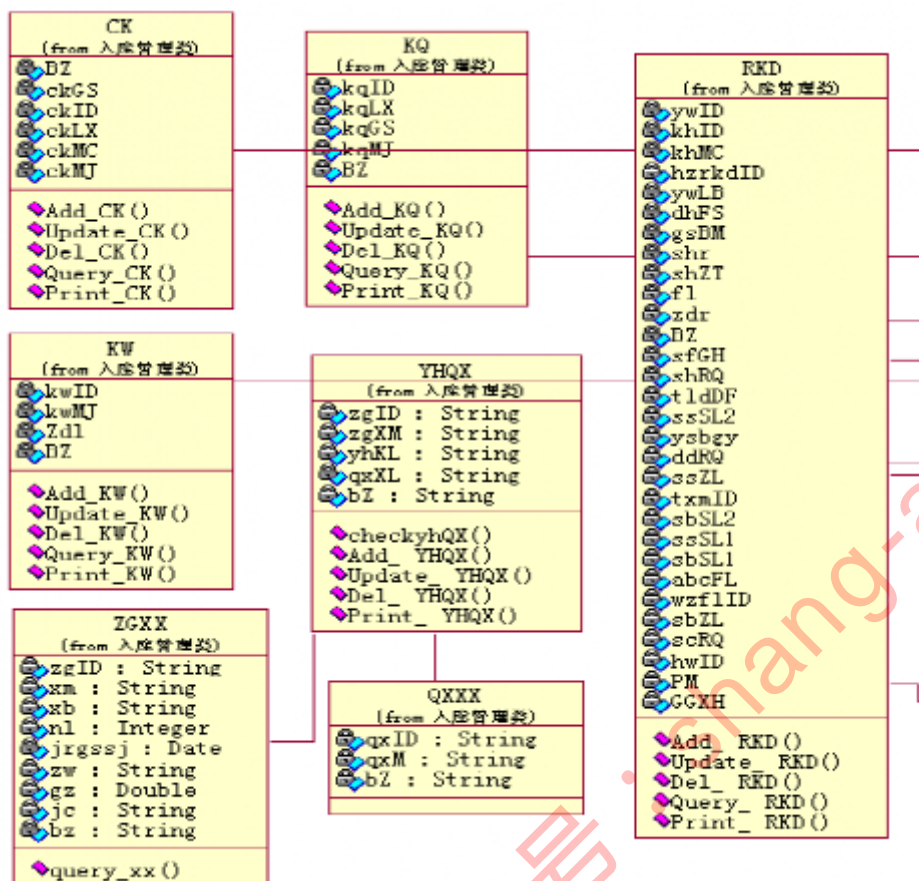 CK
(from 入库管理类)
BZ
ckGS
ckID
ckLX
ckMC
ckMJ
Add_CK()
Update_CK()
Del_CK()
Query_CK()
Print_CK()
KQ
(from 入库管理类)
kqID
kqLX
kqGS
kqMJ
BZ
Add_KQ()
Update_KQ()
Del_KQ()
Query_KQ()
Print_KQ()
RKD
(from 入库管理类)
ywID
khID
khMC
hzrkdID
ywLB
dhFS
gsBM
shr
shZT
fl
zdr
BZ
sfGH
xhRQ
tldDF
ssSL2
ysbgy
ddRQ
ssZL
txmID
sbSL2
ssSL1
sbSL1
abcFL
wzflID
sbZL
scRQ
hwID
PM
GGXH
Add_ RKD()
Update_ RKD()
Del_ RKD()
Query_ RKD()
Print_ RKD()
KW
(from 入库管理类)
kwID
kwMJ
Zdl
BZ
Add_KW()
Update_KW()
Del_KW()
Query_KW()
Print_KW()
YHQX
(from 入库管理类)
zgID : String
zgXM : String
yhKL : String
qxXL : String
bZ : String
checkyhQX()
Add_ YHQX()
Update_ YHQX()
Del_ YHQX()
Print_ YHQX()
ZGXX
(from 入库管理类)
zgID : String
xm : String
xb : String
nl : Integer
jrgssj : Date
zw : String
gz : Double
jc : String
bz : String
query_xx()
QXXX
(from 入库管理类)
qxID : String
qxM : String
bZ : String
号: shang-a